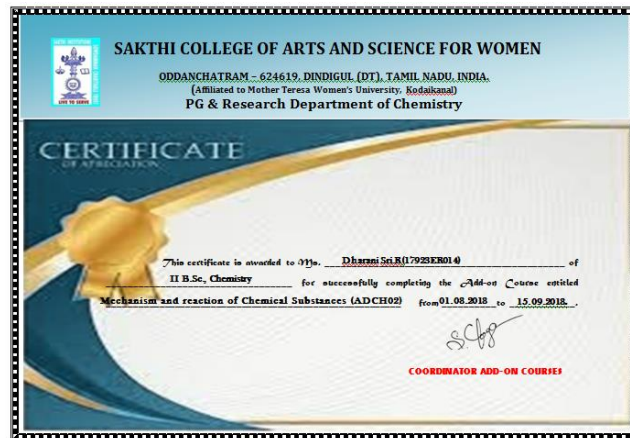 SAKTHI COLLEGE OF ARTS AND SCIENCE FOR WOMEN
ODDANCHATRAM – 624619, DINDIGUL (DT), TAMIL NADU, INDIA.
(Affiliated to Mother Teresa Women's University, Kodaikanal)
PG & Research Department of Chemistry
LIVE TO SERVE
CERTIFICATE
OF APRECIATION
This certificate is awarded to Ms. Dharani Sri.R(17923ER014) of
II B.Sc., Chemistry for successfully completing the Add-on Course entitled
Mechanism and reaction of Chemical Substances (ADCH02) from 01.08.2018 to 15.09.2018.
COORDINATOR ADD-ON COURSES